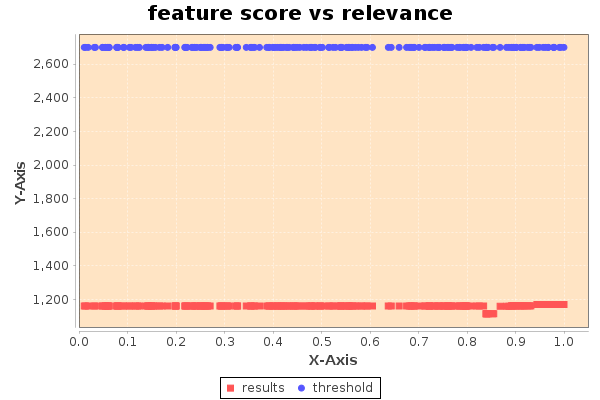 feature score vs relevance
Y-Axis
2,600
2,400
2,200
2,000
1,800
1,600
1,400
1,200
0.0 0.1 0.2 0.3 0.4 0.5 0.6 0.7 0.8 0.9 1.0
X-Axis
results threshold